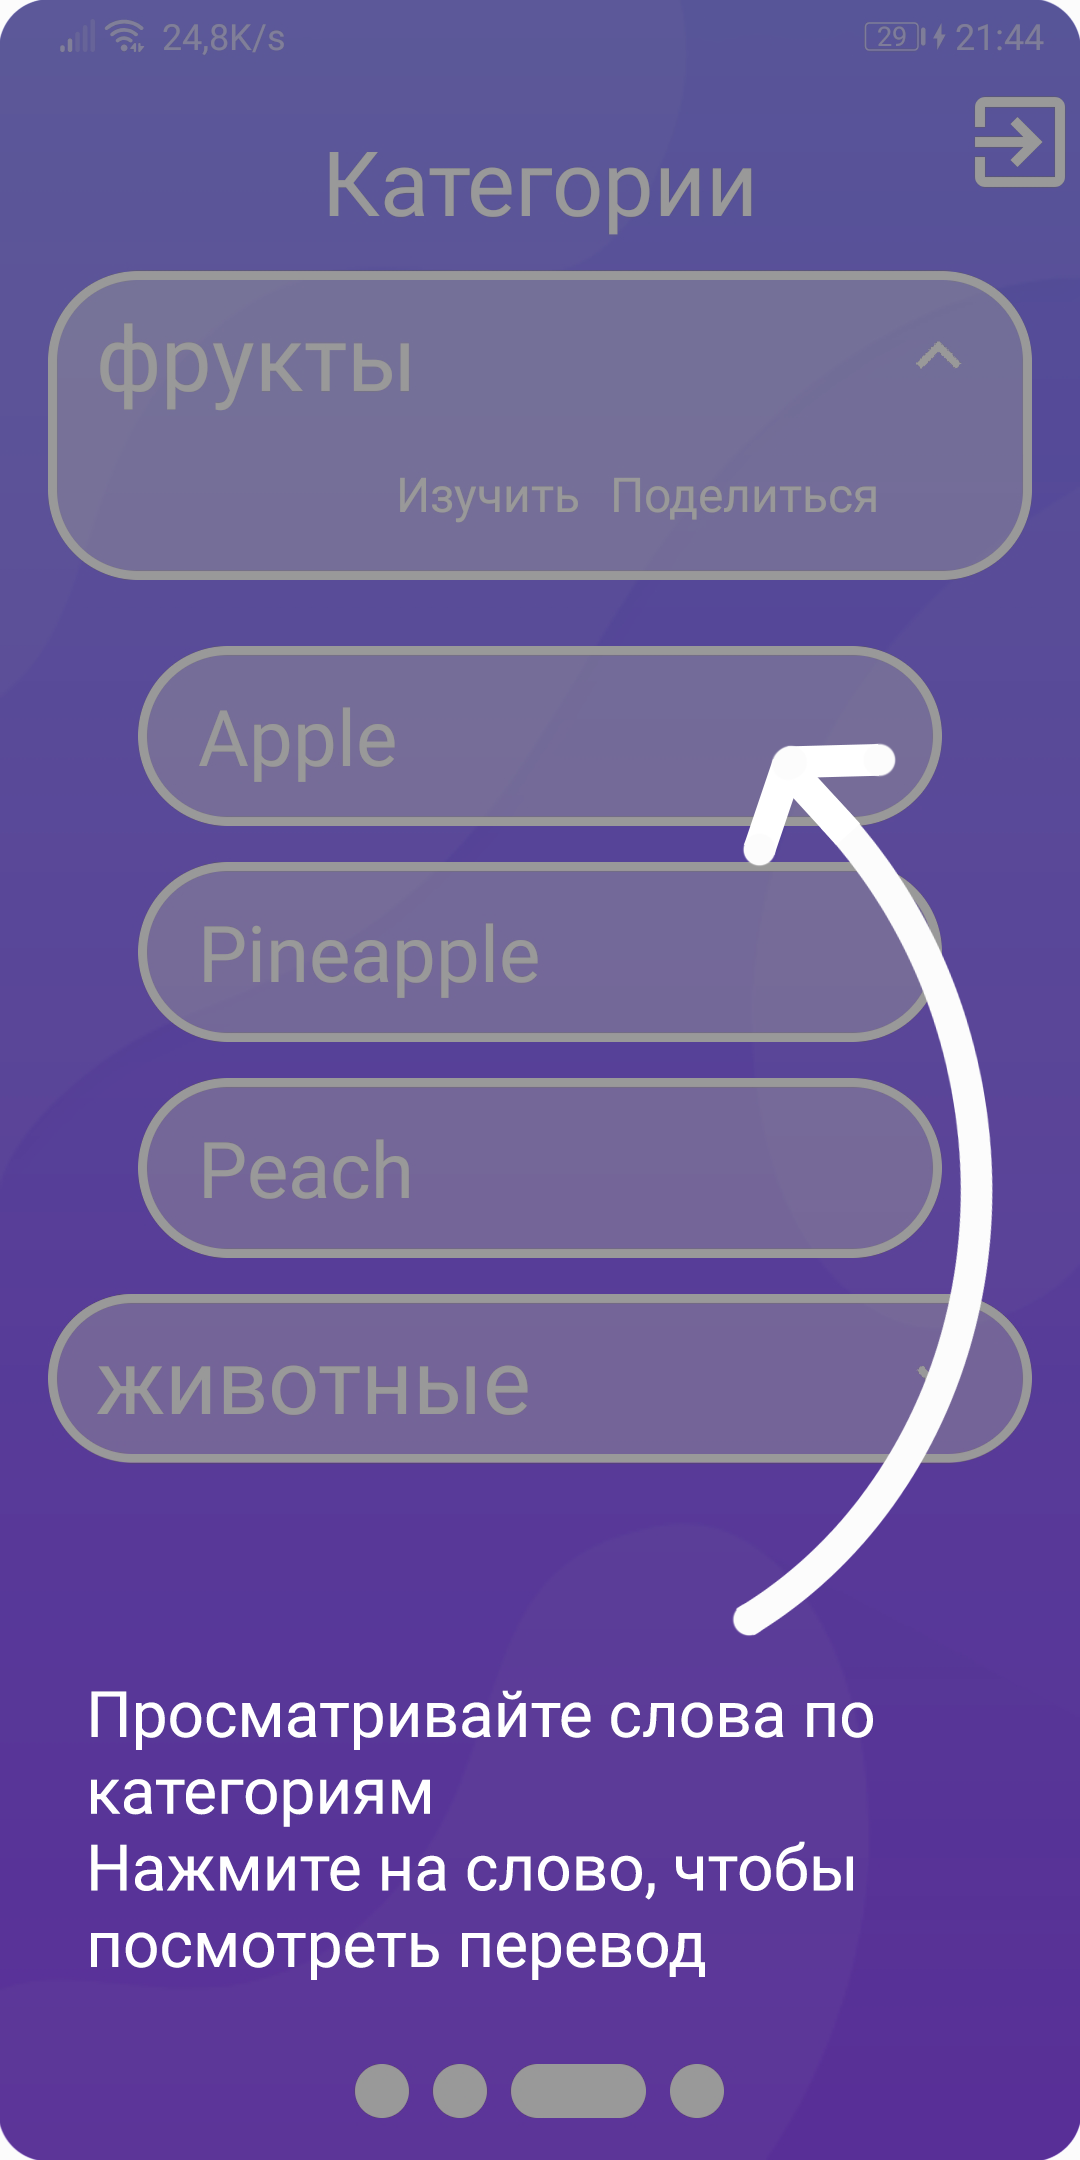 24,8K/s 29 21:44
Категории
фрукты
Изучить Поделиться
Apple
Pineapple
Peach
животные
Просматривайте слова по
категориям
Нажмите на слово, чтобы
посмотреть перевод